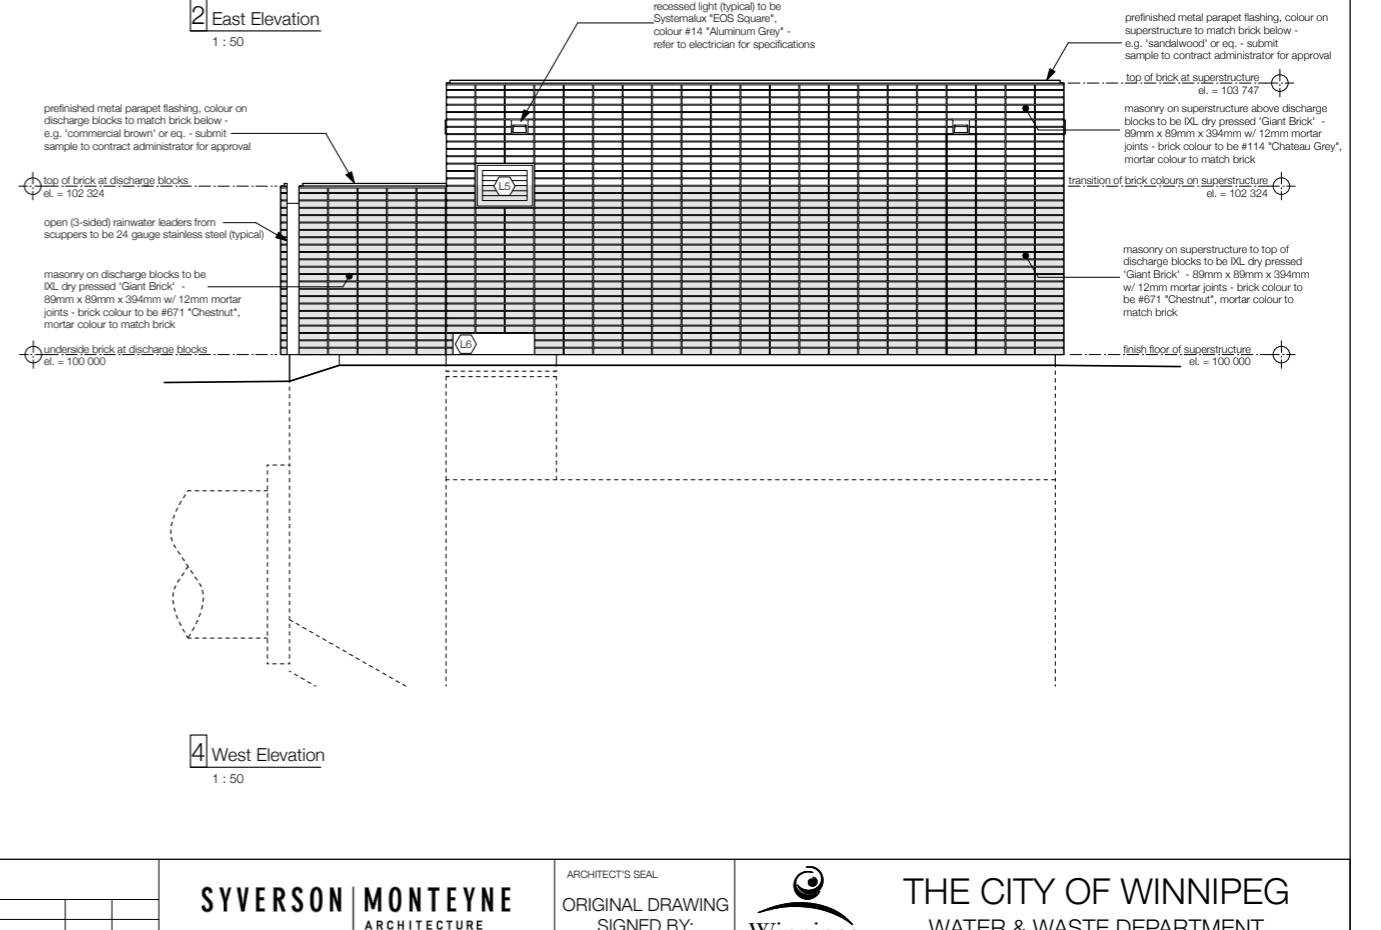 2 East Elevation
1 : 50
recessed light (typical) to be
Systemalux "EOS Square",
colour #14 "Aluminum Grey" -
refer to electrician for specifications
prefinished metal parapet flashing, colour on
superstructure to match brick below -
e.g. 'sandalwood' or eq. - submit
sample to contract administrator for approval
top of brick at superstructure
el. = 103 747
masonry on superstructure above discharge
blocks to be IXL dry pressed 'Giant Brick' -
89mm x 89mm x 394mm w/ 12mm mortar
joints - brick colour to be #114 "Chateau Grey",
mortar colour to match brick
transition of brick colours on superstructure
el. = 102 324
masonry on superstructure to top of
discharge blocks to be IXL dry pressed
'Giant Brick' - 89mm x 89mm x 394mm
w/ 12mm mortar joints - brick colour to
be #671 "Chestnut", mortar colour to
match brick
finish floor of superstructure
el. = 100 000
prefinished metal parapet flashing, colour on
discharge blocks to match brick below -
e.g. 'commercial brown' or eq. - submit
sample to contract administrator for approval
top of brick at discharge blocks
el. = 102 324
open (3-sided) rainwater leaders from
scuppers to be 24 gauge stainless steel (typical)
masonry on discharge blocks to be
IXL dry pressed 'Giant Brick' -
89mm x 89mm x 394mm w/ 12mm mortar
joints - brick colour to be #671 "Chestnut",
mortar colour to match brick
underside brick at discharge blocks
el. = 100 000
L5
L6
4 West Elevation
1 : 50
SYVERSON | MONTEYNE
ARCHITECTURE
ARCHITECT'S SEAL
ORIGINAL DRAWING
SIGNED BY:
Winnipeg
THE CITY OF WINNIPEG
WATER & WASTE DEPARTMENT